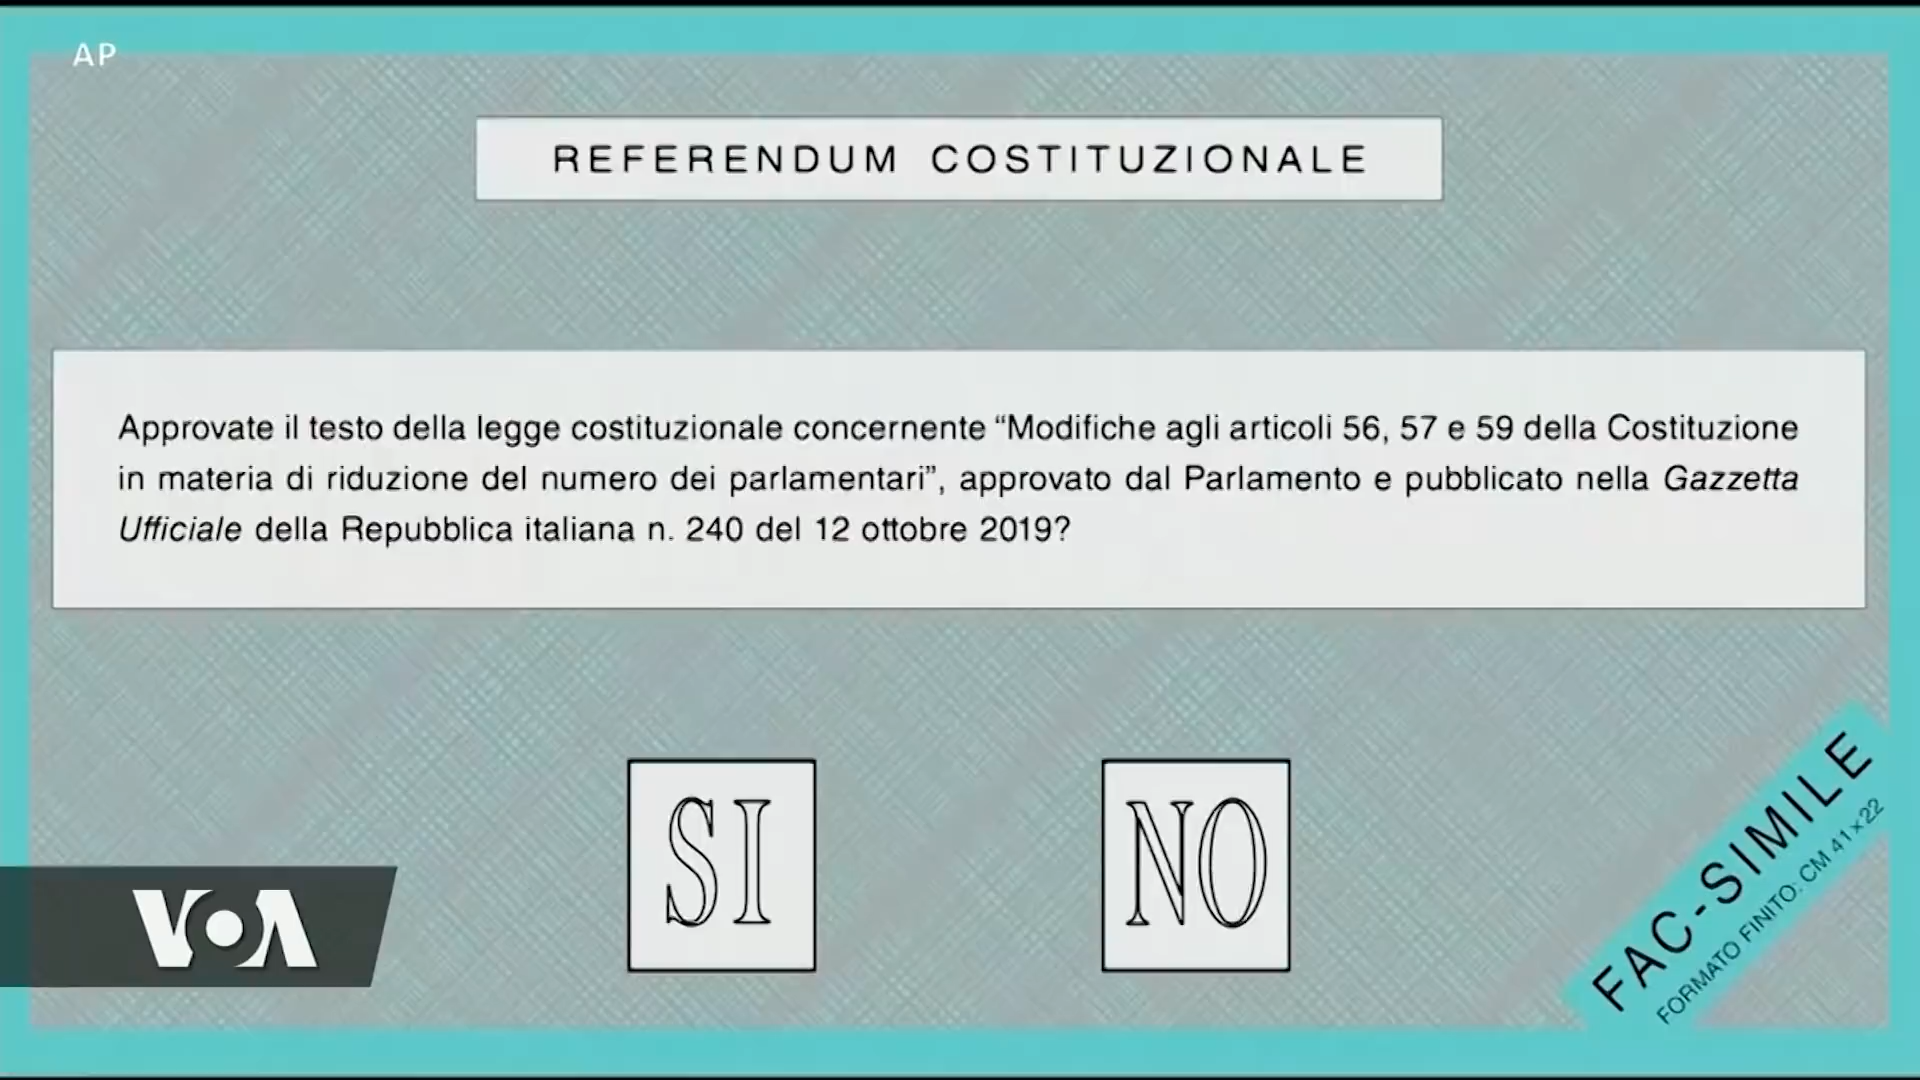 AP
REFERENDUM COSTITUZIONALE
Approvate il testo della legge costituzionale concernente “Modifiche agli articoli 56, 57 e 59 della Costituzione
in materia di riduzione del numero dei parlamentari”, approvato dal Parlamento e pubblicato nella Gazzetta
Ufficiale della Repubblica italiana n. 240 del 12 ottobre 2019?
SI
NO
FAC-SIMILE
FORMATO FINITO: CM 41x22
VOA